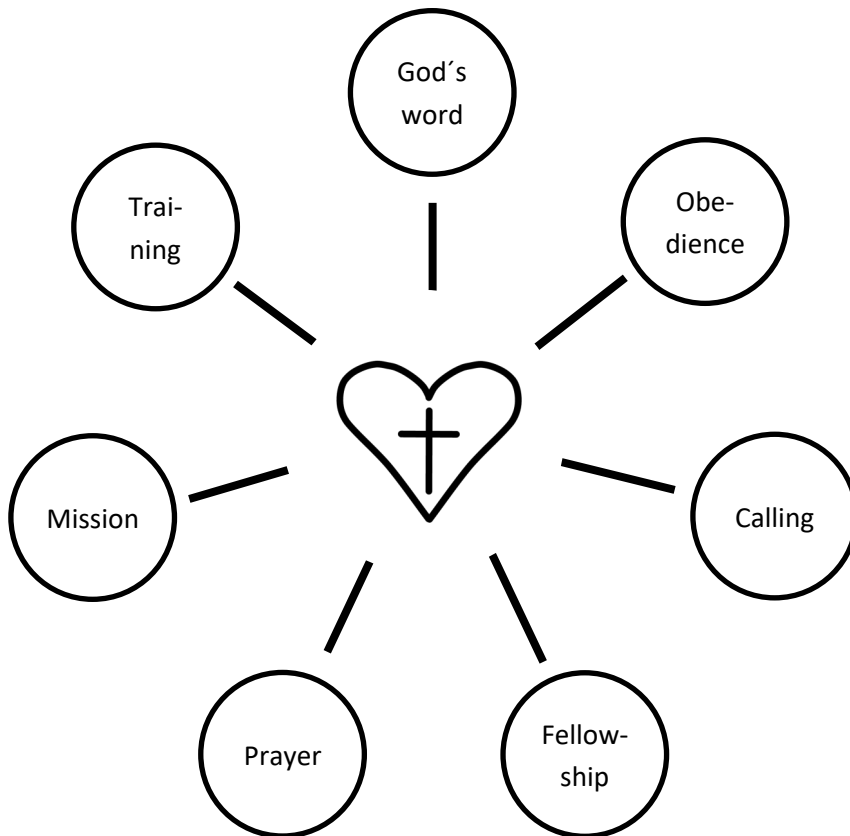 God´s
word
Obe-
dience
Calling
Fellow-
ship
Prayer
Mission
Trai-
ning